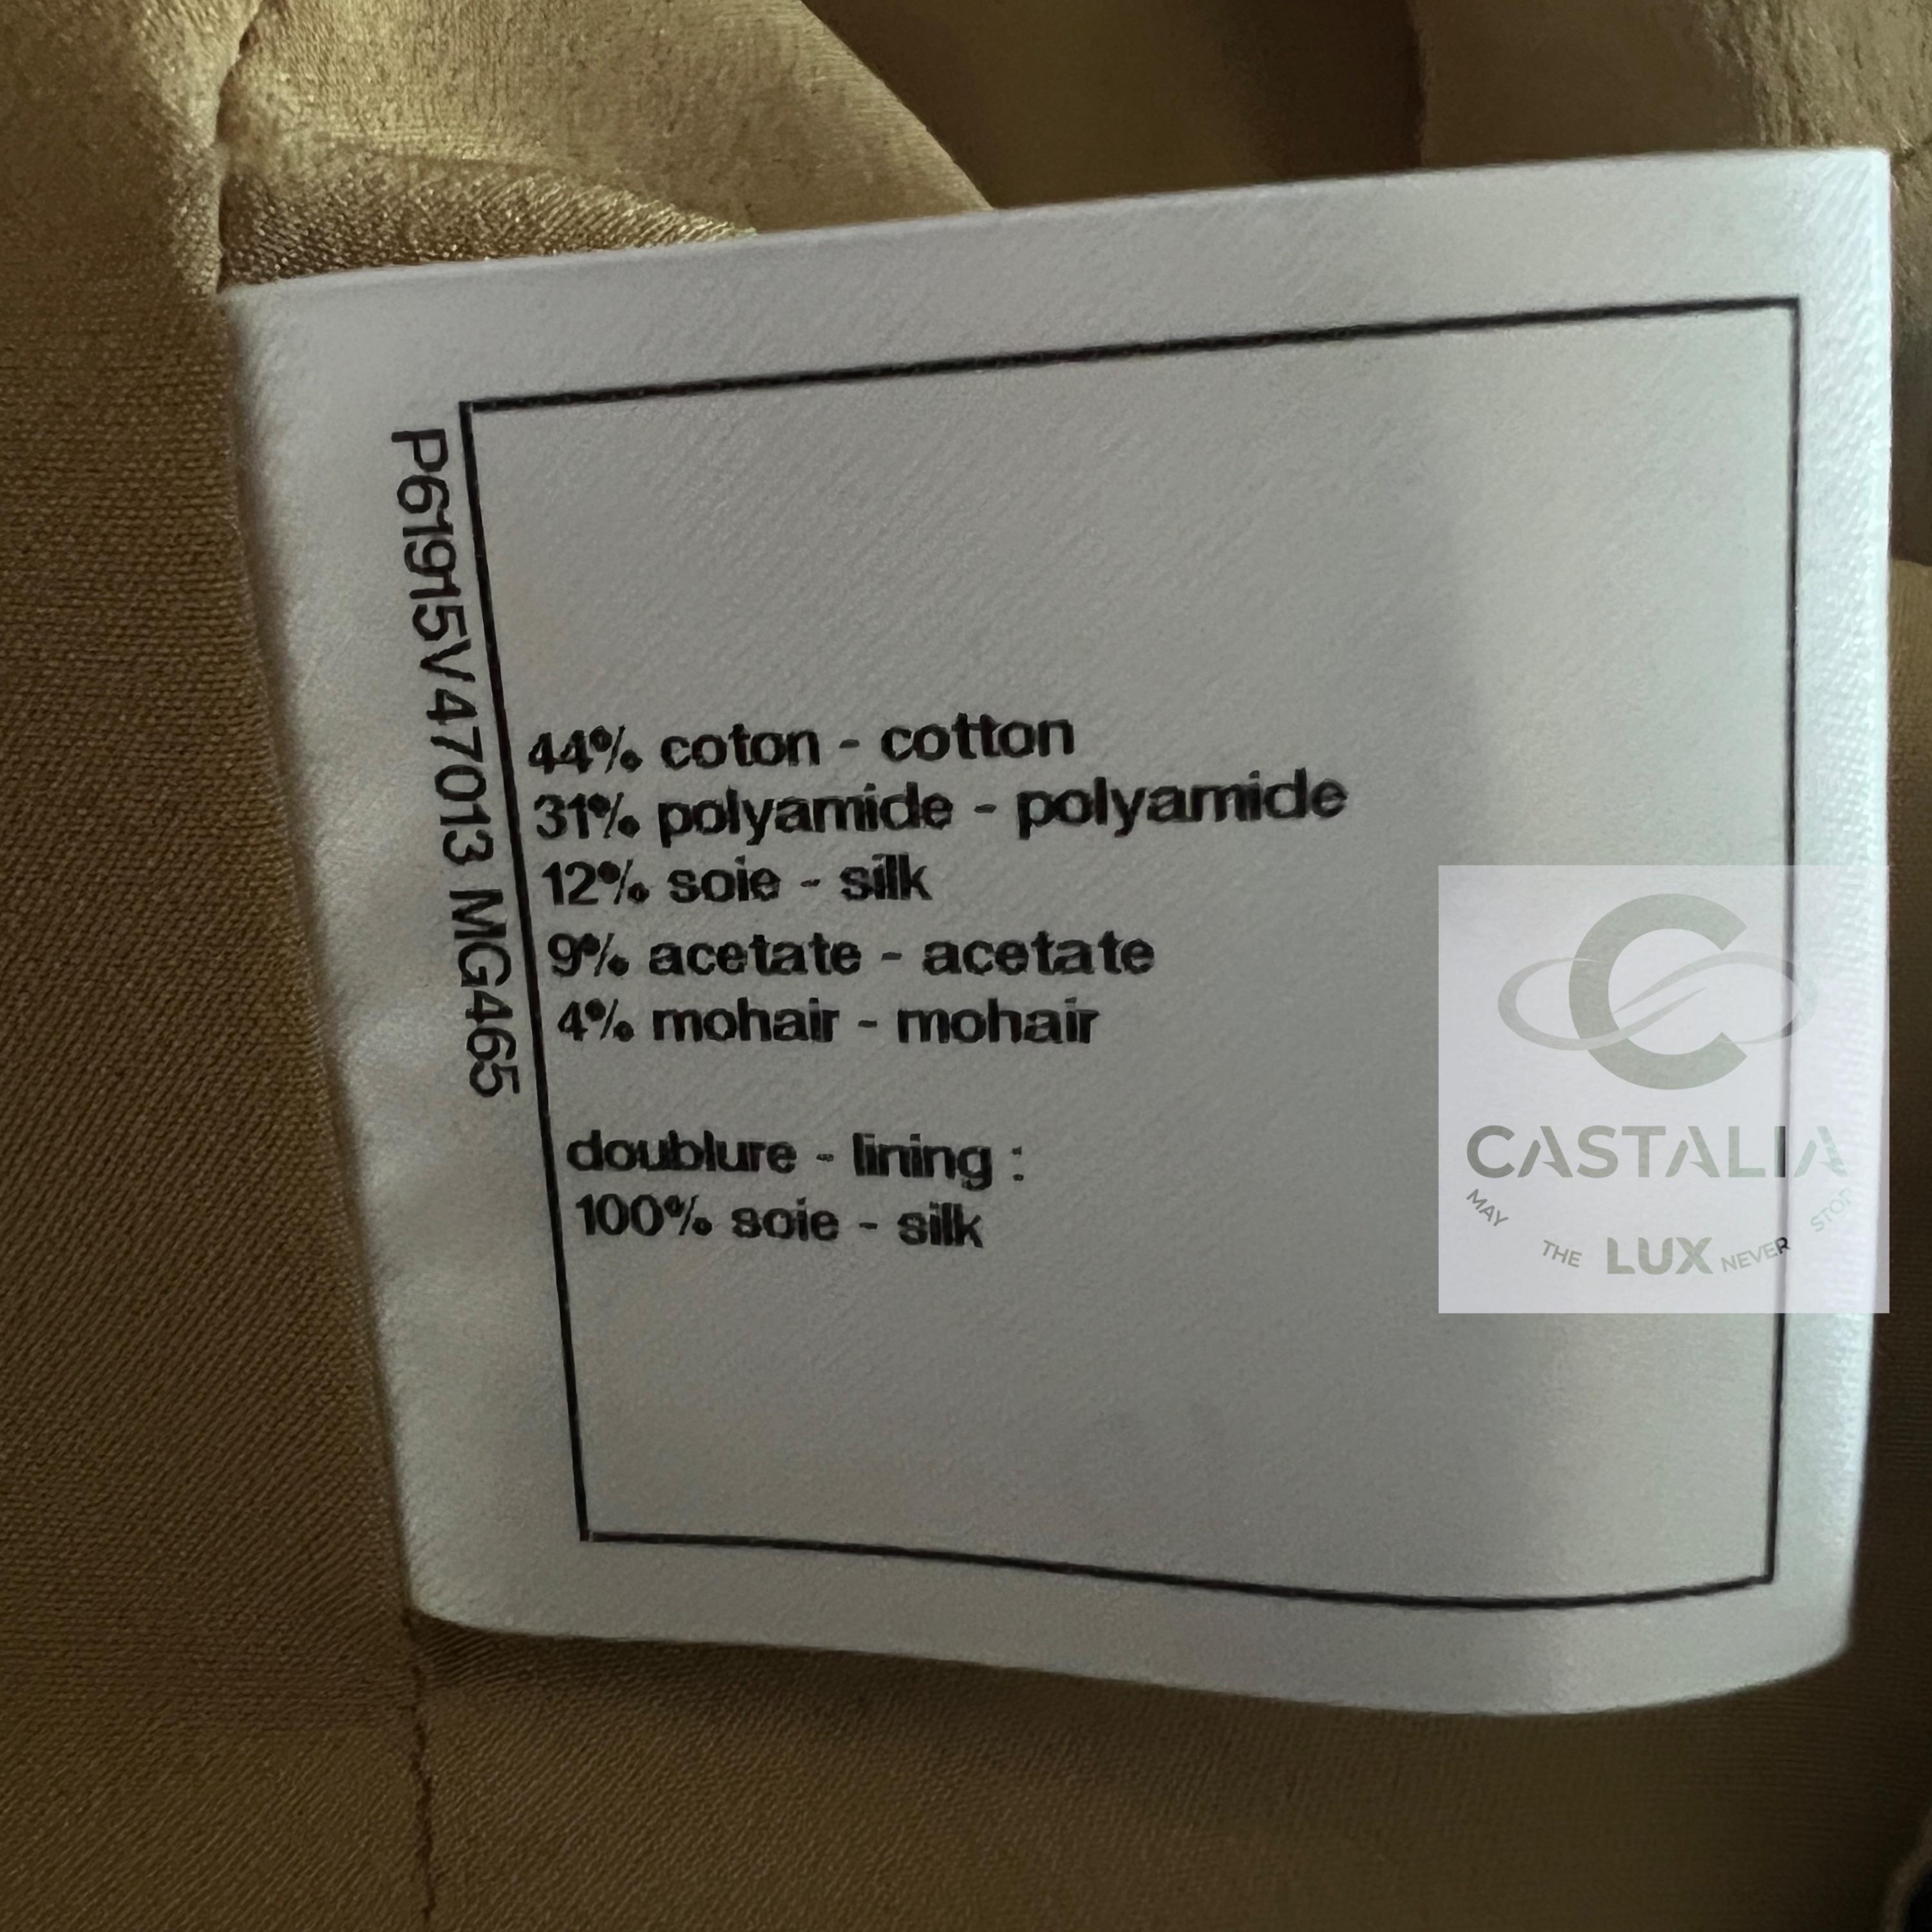 P61915V47013 MG465
44% coton - cotton
31% polyamide - polyamide
12% soie - silk
9% acetate - acetate
4% mohair - mohair
doublure - lining :
100% soie - silk
CASTALIA
MAY THE LUX NEVER STOP